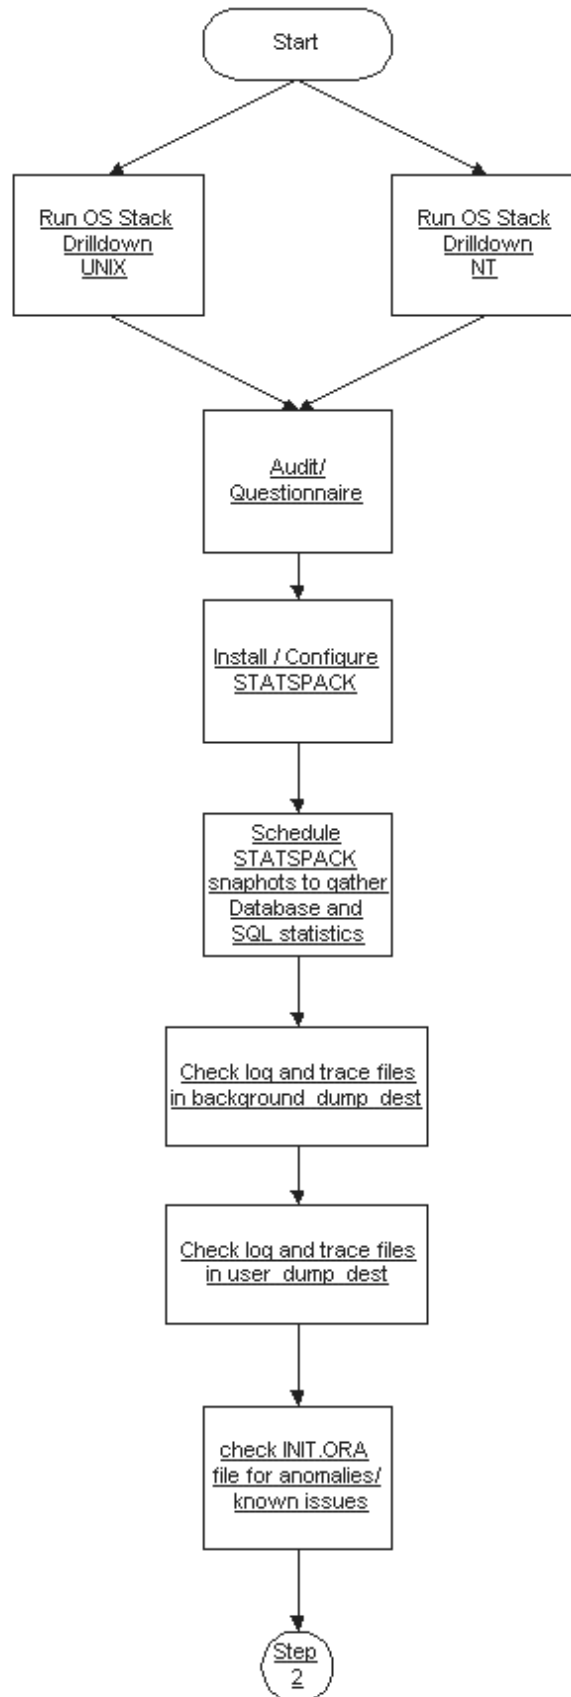 Start
Run OS Stack
Drilldown
UNIX
Run OS Stack
Drilldown
NT
Audit/
Questionnaire
Install / Configure
STATSPACK
Schedule
STATSPACK
snaphots to gather
Database and
SQL statistics
Check log and trace files
in background_dump_dest
Check log and trace files
in user_dump_dest
check INIT.ORA
file for anomalies/
known issues
Step
2